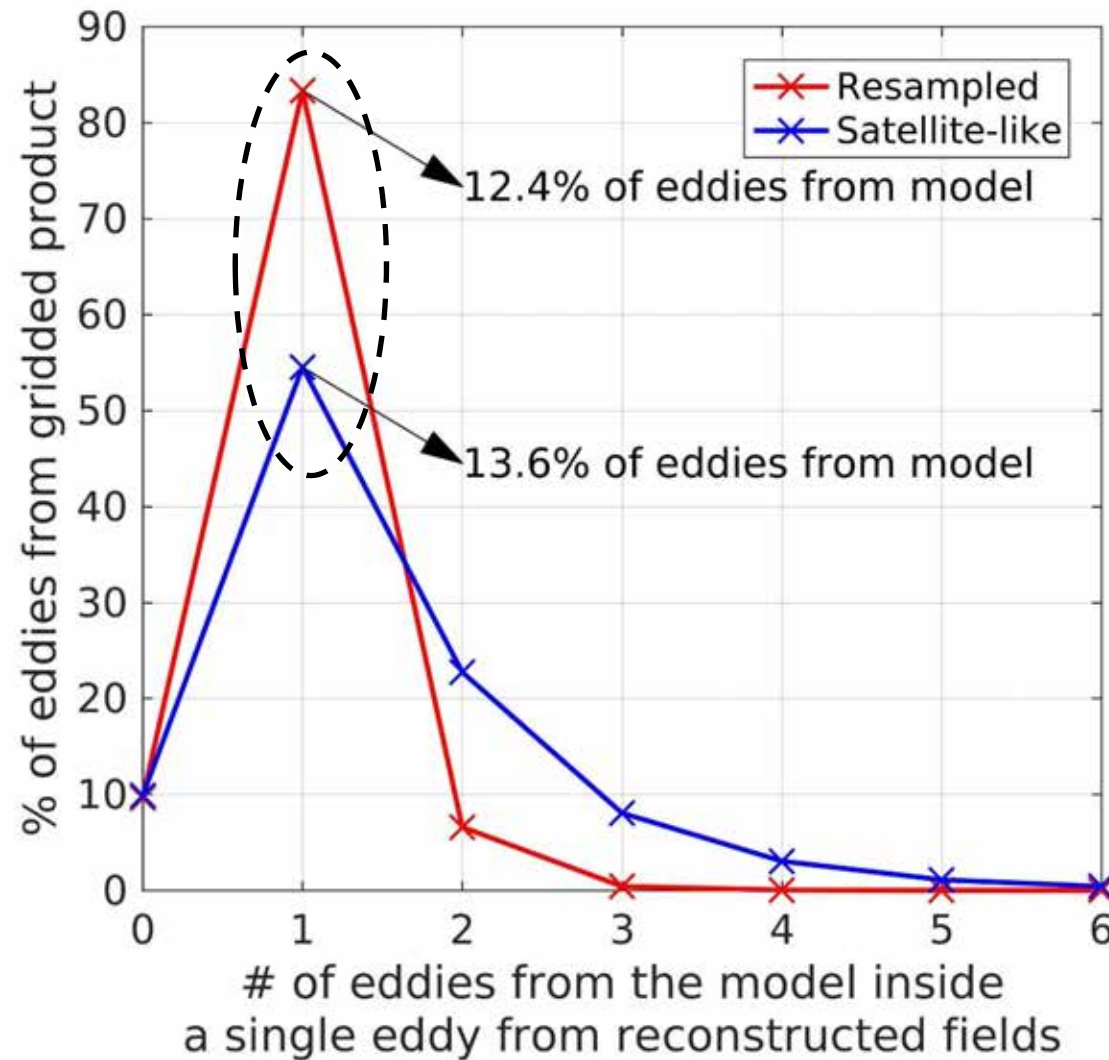 90
80
70
60
50
40
30
20
10
0
% of eddies from gridded product
Resampled
Satellite-like
12.4% of eddies from model
13.6% of eddies from model
0 1 2 3 4 5 6
# of eddies from the model inside
a single eddy from reconstructed fields